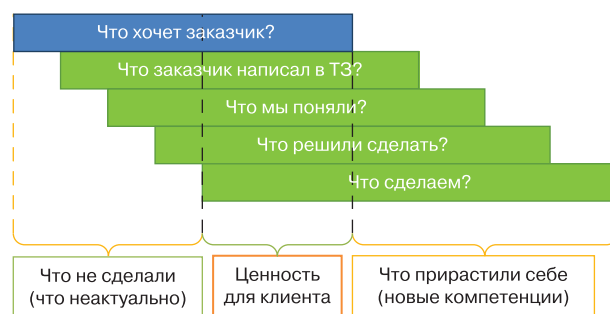 Что хочет заказчик?
Что заказчик написал в ТЗ?
Что мы поняли?
Что решили сделать?
Что сделаем?
Что не сделали
(что неактуально)
Ценность
для клиента
Что прирастили себе
(новые компетенции)